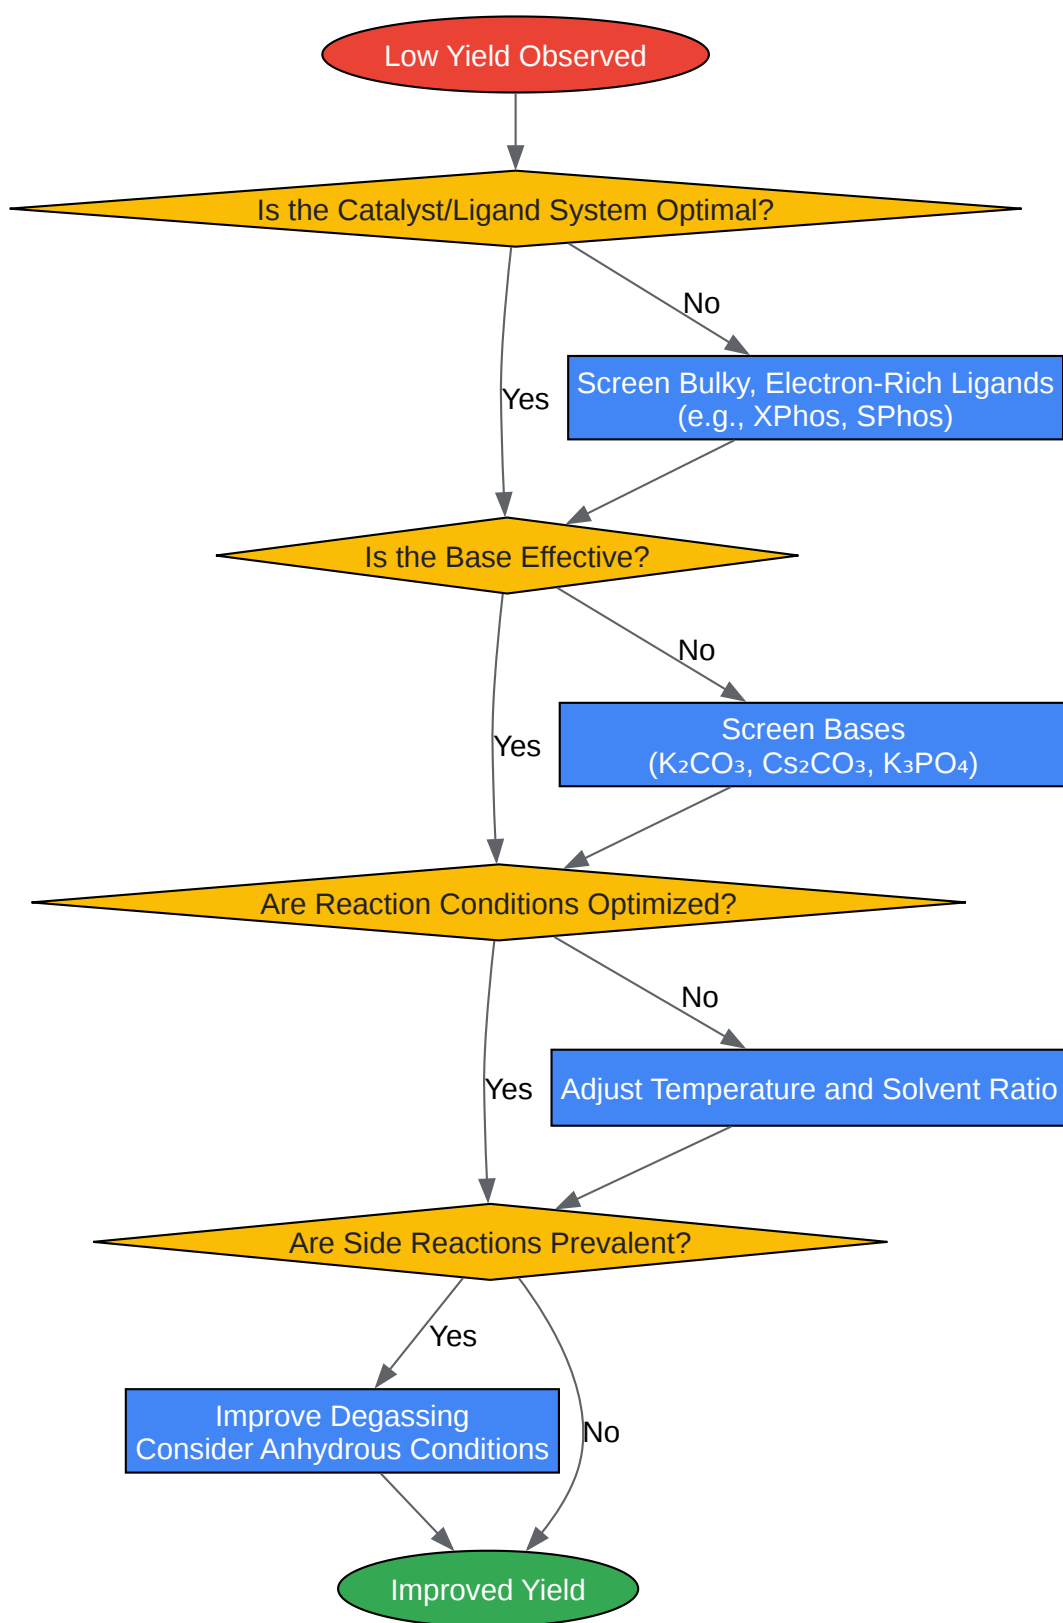 Low Yield Observed
Is the Catalyst/Ligand System Optimal?
No
Screen Bulky, Electron-Rich Ligands
(e.g., XPhos, SPhos)
Yes
Is the Base Effective?
No
Screen Bases
(K₂CO₃, Cs₂CO₃, K₃PO₄)
Yes
Are Reaction Conditions Optimized?
No
Adjust Temperature and Solvent Ratio
Yes
Are Side Reactions Prevalent?
Yes
Improve Degassing
Consider Anhydrous Conditions
No
Improved Yield